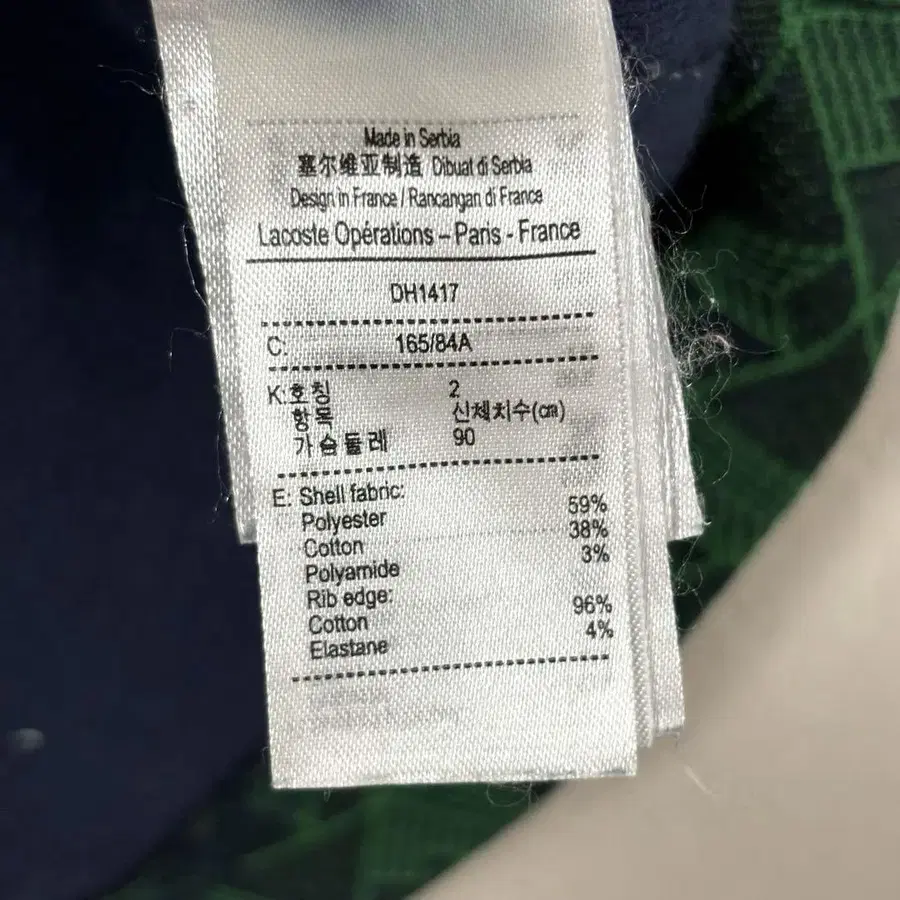 Made in Serbia
塞尔维亚制造 Dibuat di Serbia
Design in France / Rancangan di France
Lacoste Opérations – Paris - France
DH1417
C: 165/84A
K: 호칭 2
항목 신체치수(㎝)
가슴둘레 90
E: Shell fabric:
Polyester 59%
Cotton 38%
Polyamide 3%
Rib edge:
Cotton 96%
Elastane 4%